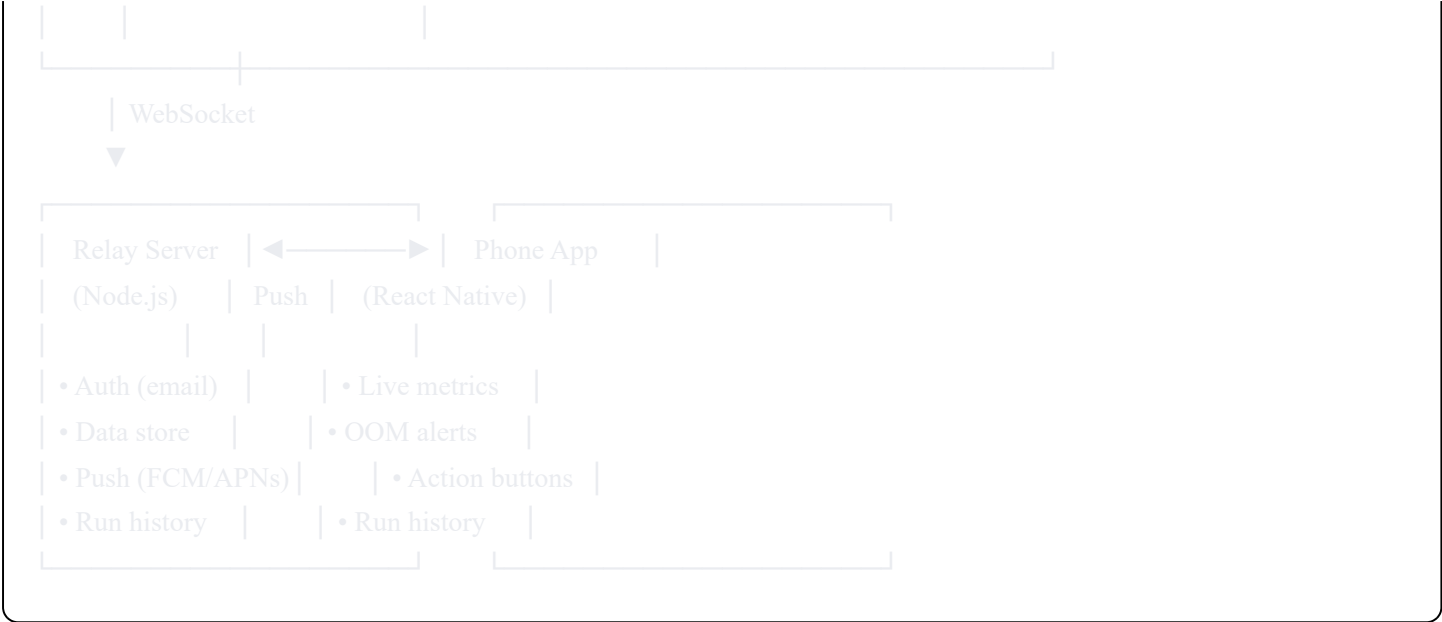 │ │ │
└──────────┼──────────────────────────────────────────┘
│ WebSocket
▼
┌───────────────────┐ ┌────────────────────┐
│ Relay Server │◄────────►│ Phone App │
│ (Node.js) │ Push │ (React Native) │
│ │ │ │
│ • Auth (email) │ │ • Live metrics │
│ • Data store │ │ • OOM alerts │
│ • Push (FCM/APNs)│ │ • Action buttons │
│ • Run history │ │ • Run history │
└───────────────────┘ └────────────────────┘